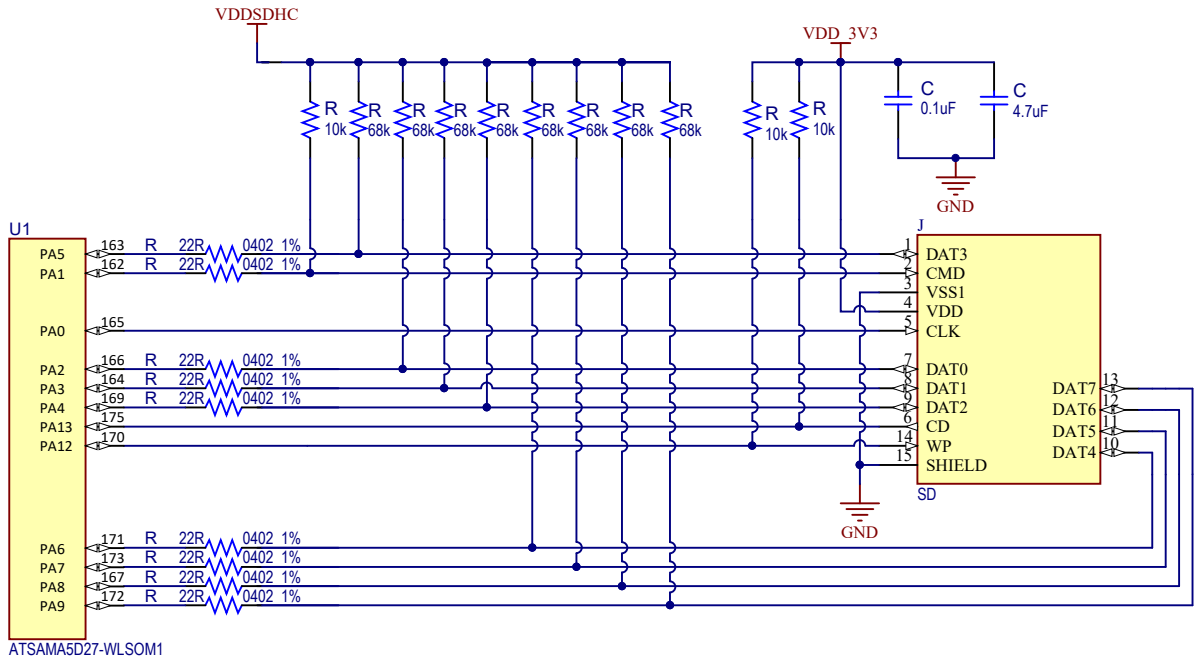 VDDSDHC
VDD_3V3
R 10k
R 68k
R 68k
R 68k
R 68k
R 68k
R 68k
R 68k
R 68k
R 10k
R 10k
C 0.1uF
C 4.7uF
GND
U1
J
PA5 163 R 22R 0402 1% 1 DAT3
PA1 162 R 22R 0402 1% 2 CMD
3 VSS1
4 VDD
PA0 165 5 CLK
PA2 166 R 22R 0402 1% 7 DAT0
PA3 164 R 22R 0402 1% 8 DAT1 DAT7 13
PA4 169 R 22R 0402 1% 9 DAT2 DAT6 12
PA13 175 6 CD DAT5 11
PA12 170 14 WP DAT4 10
15 SHIELD
SD
GND
PA6 171 R 22R 0402 1%
PA7 173 R 22R 0402 1%
PA8 167 R 22R 0402 1%
PA9 172 R 22R 0402 1%
ATSAMA5D27-WLSOM1